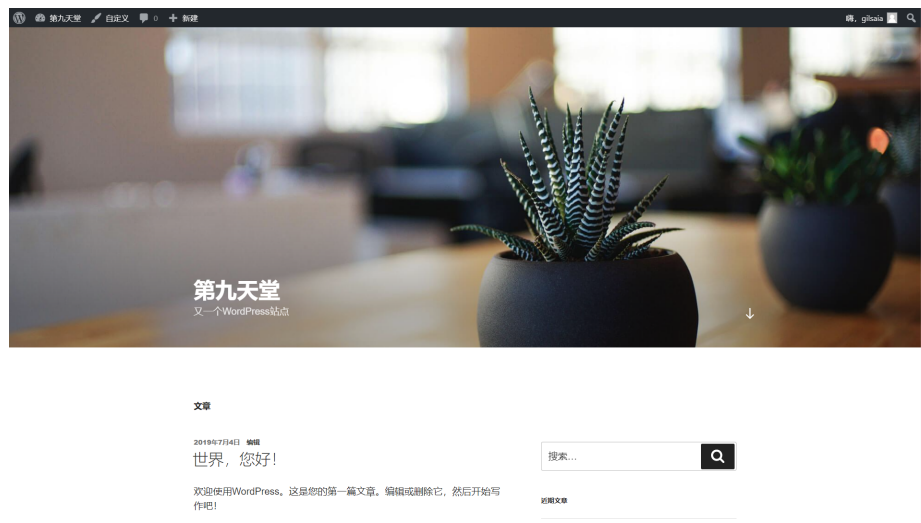 第九天堂 自定义 0 新建 嗨，gilsaia
第九天堂
又一个WordPress站点
文章
2019年7月4日 编辑
世界，您好！
搜索…
欢迎使用WordPress。这是您的第一篇文章。编辑或删除它，然后开始写
作吧！
近期文章